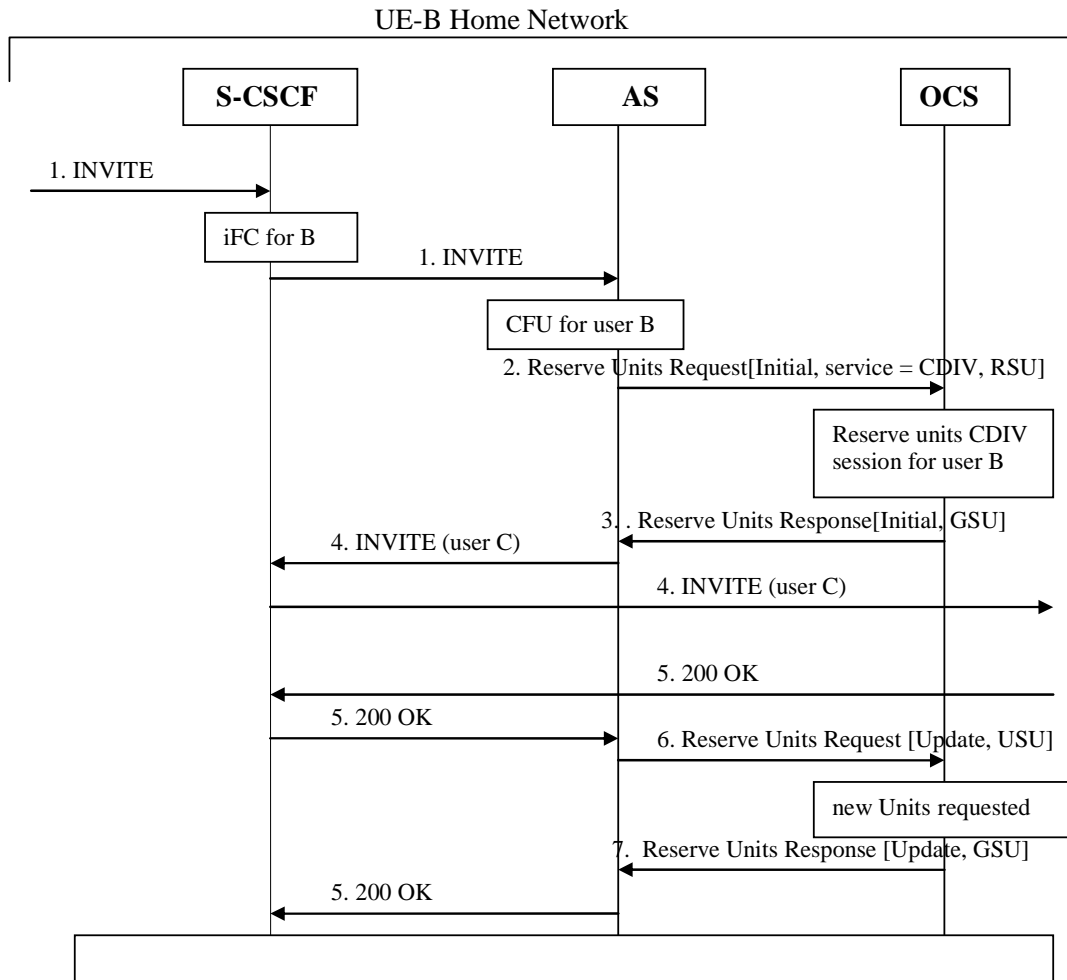 UE-B Home Network
S-CSCF
AS
OCS
1. INVITE
iFC for B
1. INVITE
CFU for user B
2. Reserve Units Request[Initial, service = CDIV, RSU]
Reserve units CDIV
session for user B
3. . Reserve Units Response[Initial, GSU]
4. INVITE (user C)
4. INVITE (user C)
5. 200 OK
5. 200 OK
6. Reserve Units Request [Update, USU]
new Units requested
7. Reserve Units Response [Update, GSU]
5. 200 OK